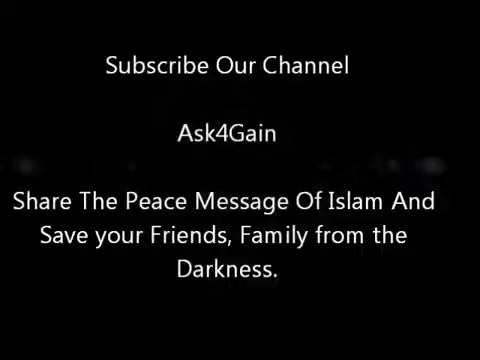 Subscribe Our Channel
Ask4Gain
Share The Peace Message Of Islam And
Save your Friends, Family from the
Darkness.